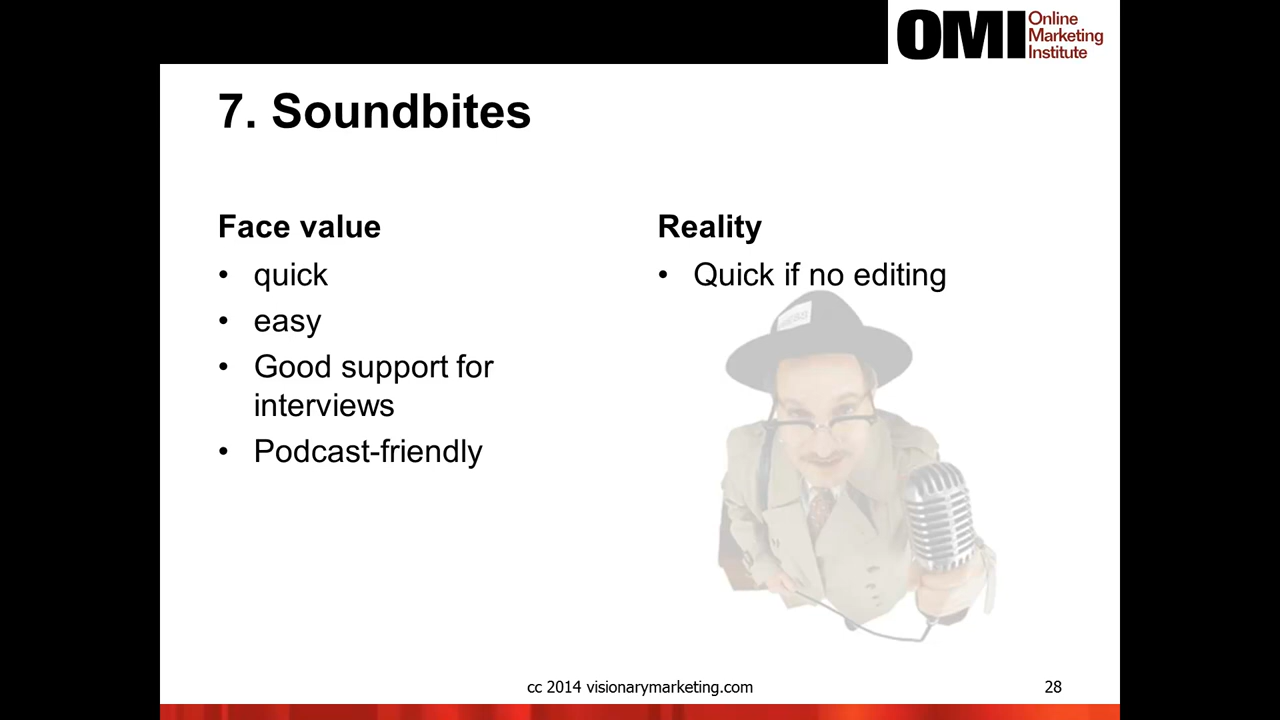 OMI Online
Marketing
Institute
7. Soundbites
Face value
• quick
• easy
• Good support for
interviews
• Podcast-friendly
Reality
• Quick if no editing
cc 2014 visionarymarketing.com
28